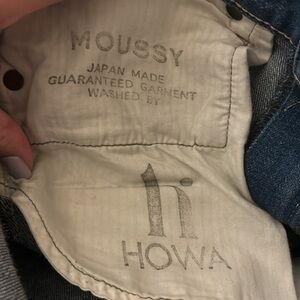 MOUSSY
JAPAN MADE
GUARANTEED GARMENT
WASHED BY
HOWA